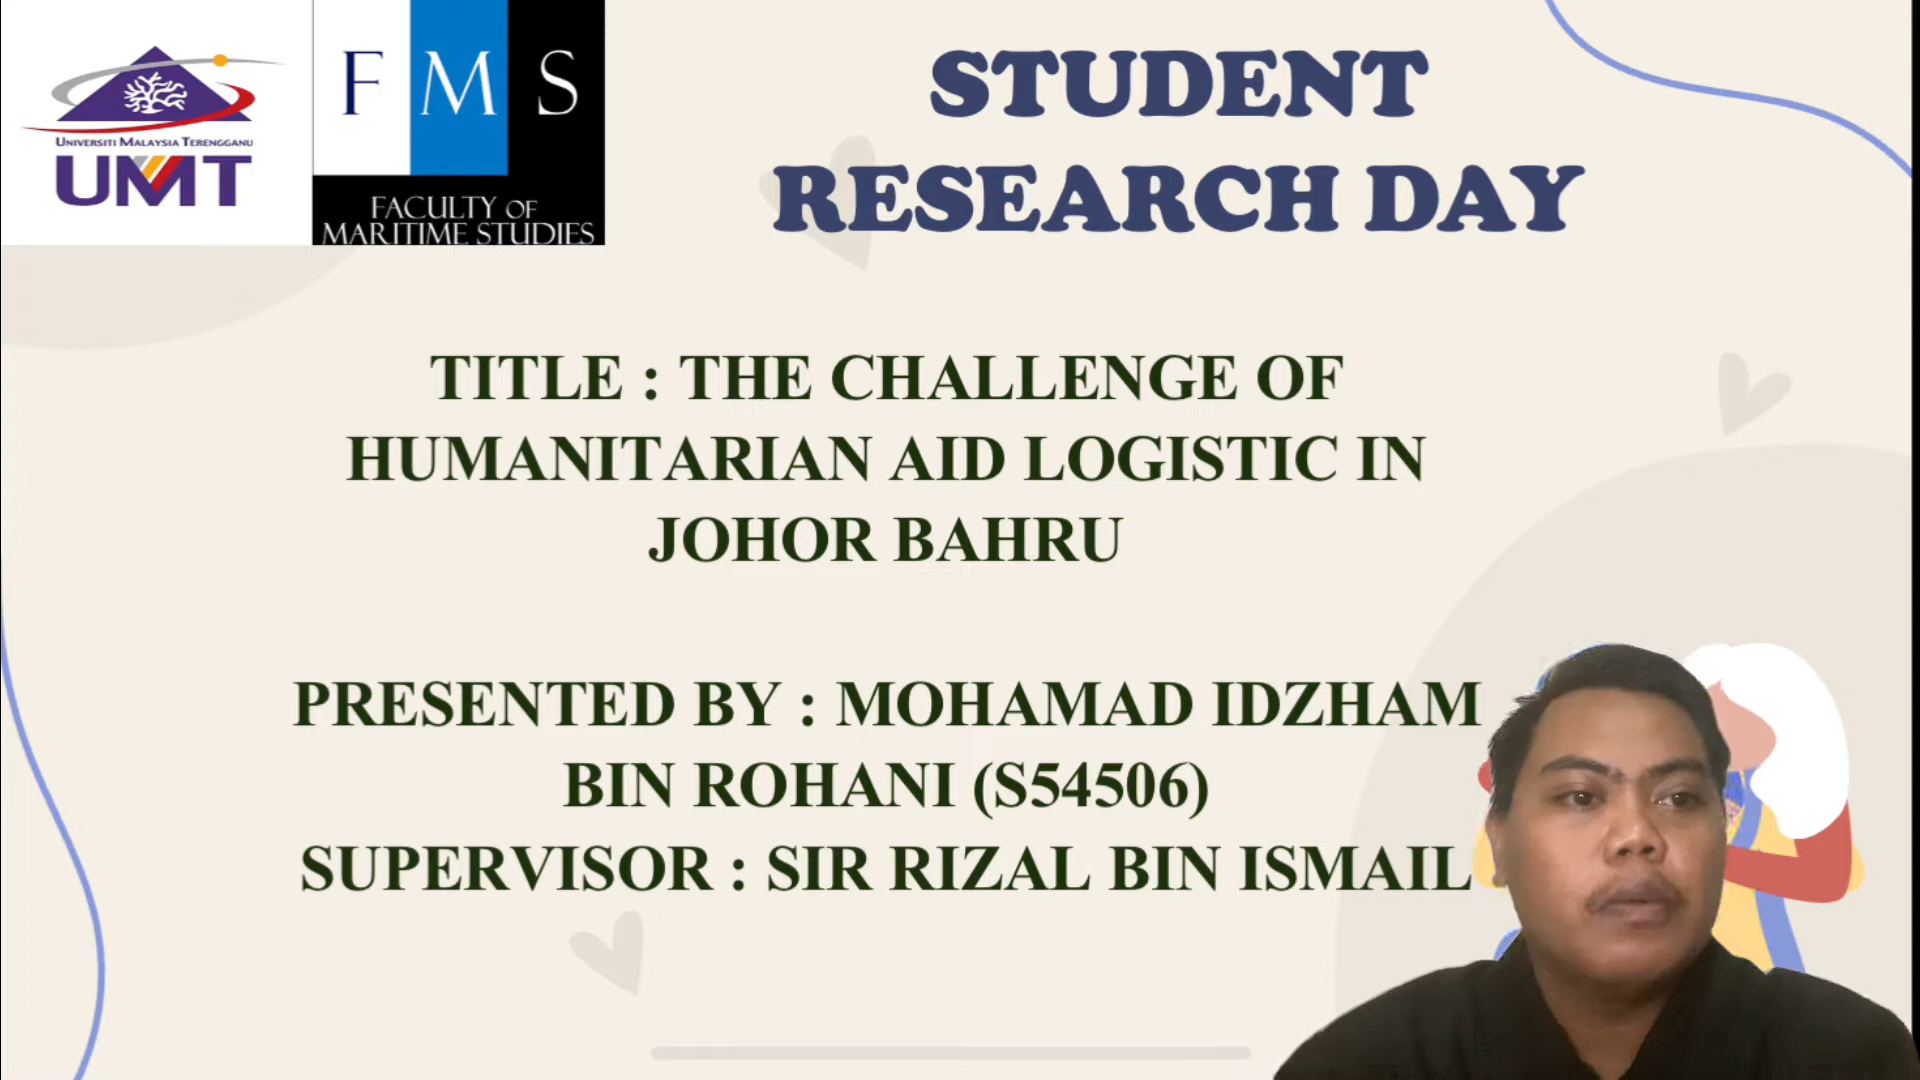 UNIVERSITI MALAYSIA TERENGGANU
UMT
F M S
FACULTY OF
MARITIME STUDIES
STUDENT
RESEARCH DAY
TITLE : THE CHALLENGE OF
HUMANITARIAN AID LOGISTIC IN
JOHOR BAHRU
PRESENTED BY : MOHAMAD IDZHAM
BIN ROHANI (S54506)
SUPERVISOR : SIR RIZAL BIN ISMAIL